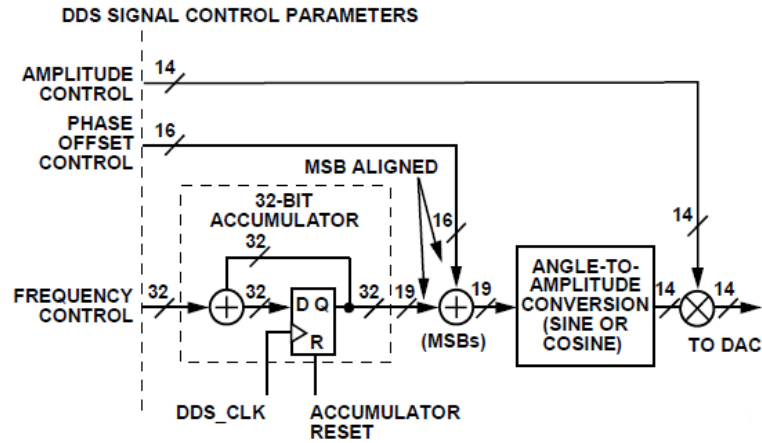 DDS SIGNAL CONTROL PARAMETERS
AMPLITUDE
CONTROL
14
PHASE
OFFSET
CONTROL
16
MSB ALIGNED
32-BIT
ACCUMULATOR
32
16
14
FREQUENCY
CONTROL
32
32
D Q
R
32
19
(MSBs)
19
ANGLE-TO-
AMPLITUDE
CONVERSION
(SINE OR
COSINE)
14
14
TO DAC
DDS_CLK
ACCUMULATOR
RESET